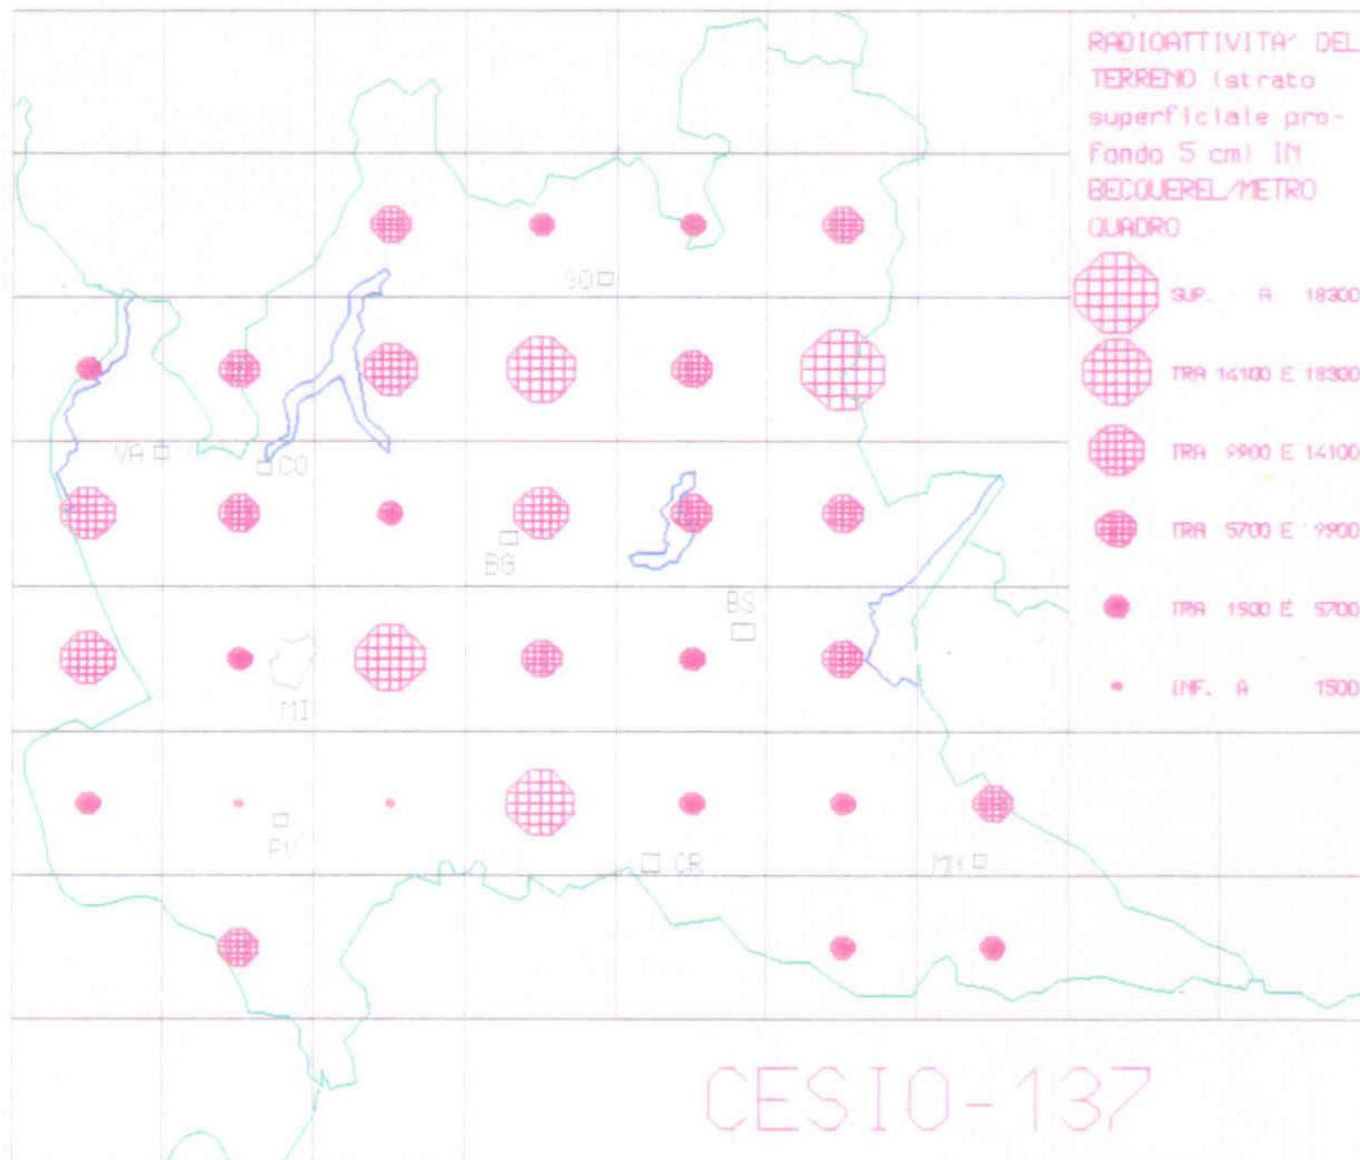 RADIOATTIVITA' DEL
TERRENO (strato
superficiale pro-
fondo 5 cm) IN
BECQUEREL/METRO
QUADRO
SUP. A 18300
TRA 14100 E 18300
TRA 9900 E 14100
TRA 5700 E 9900
TRA 1500 E 5700
INF. A 1500
SO
VA
CO
BG
BS
MI
PV
CR
MN
CESIO-137